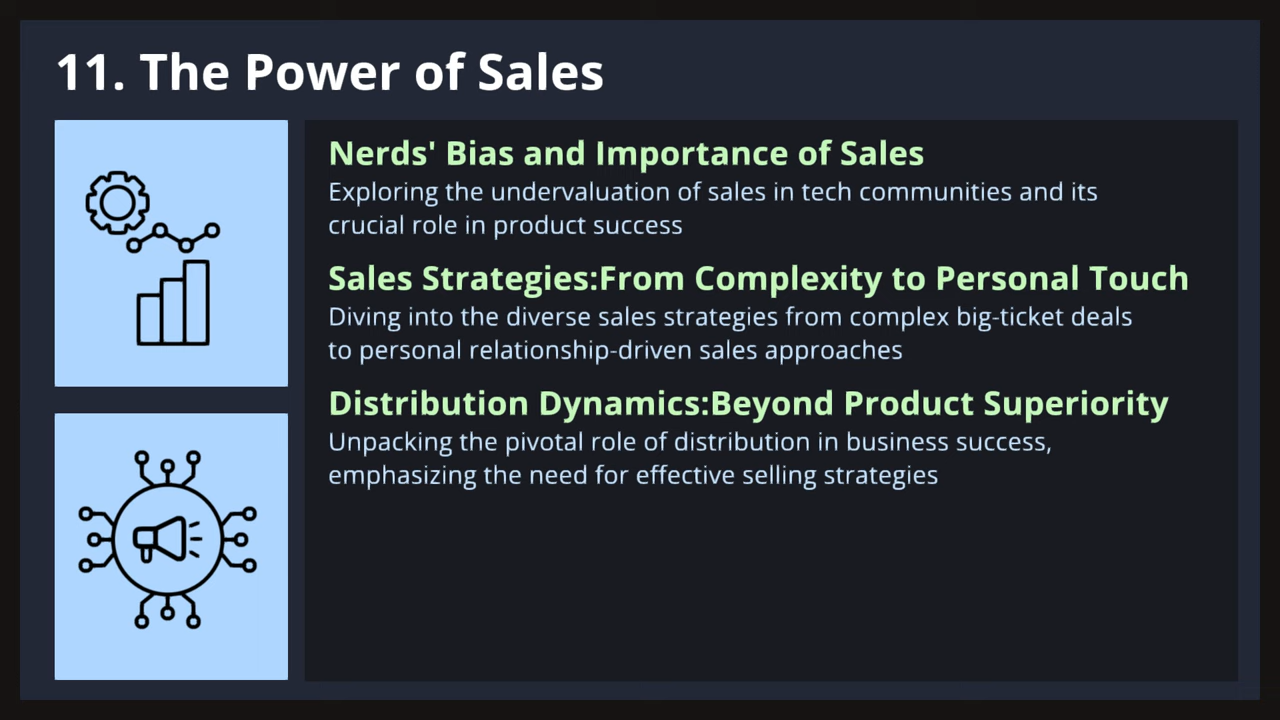 11. The Power of Sales
Nerds' Bias and Importance of Sales
Exploring the undervaluation of sales in tech communities and its
crucial role in product success
Sales Strategies:From Complexity to Personal Touch
Diving into the diverse sales strategies from complex big-ticket deals
to personal relationship-driven sales approaches
Distribution Dynamics:Beyond Product Superiority
Unpacking the pivotal role of distribution in business success,
emphasizing the need for effective selling strategies